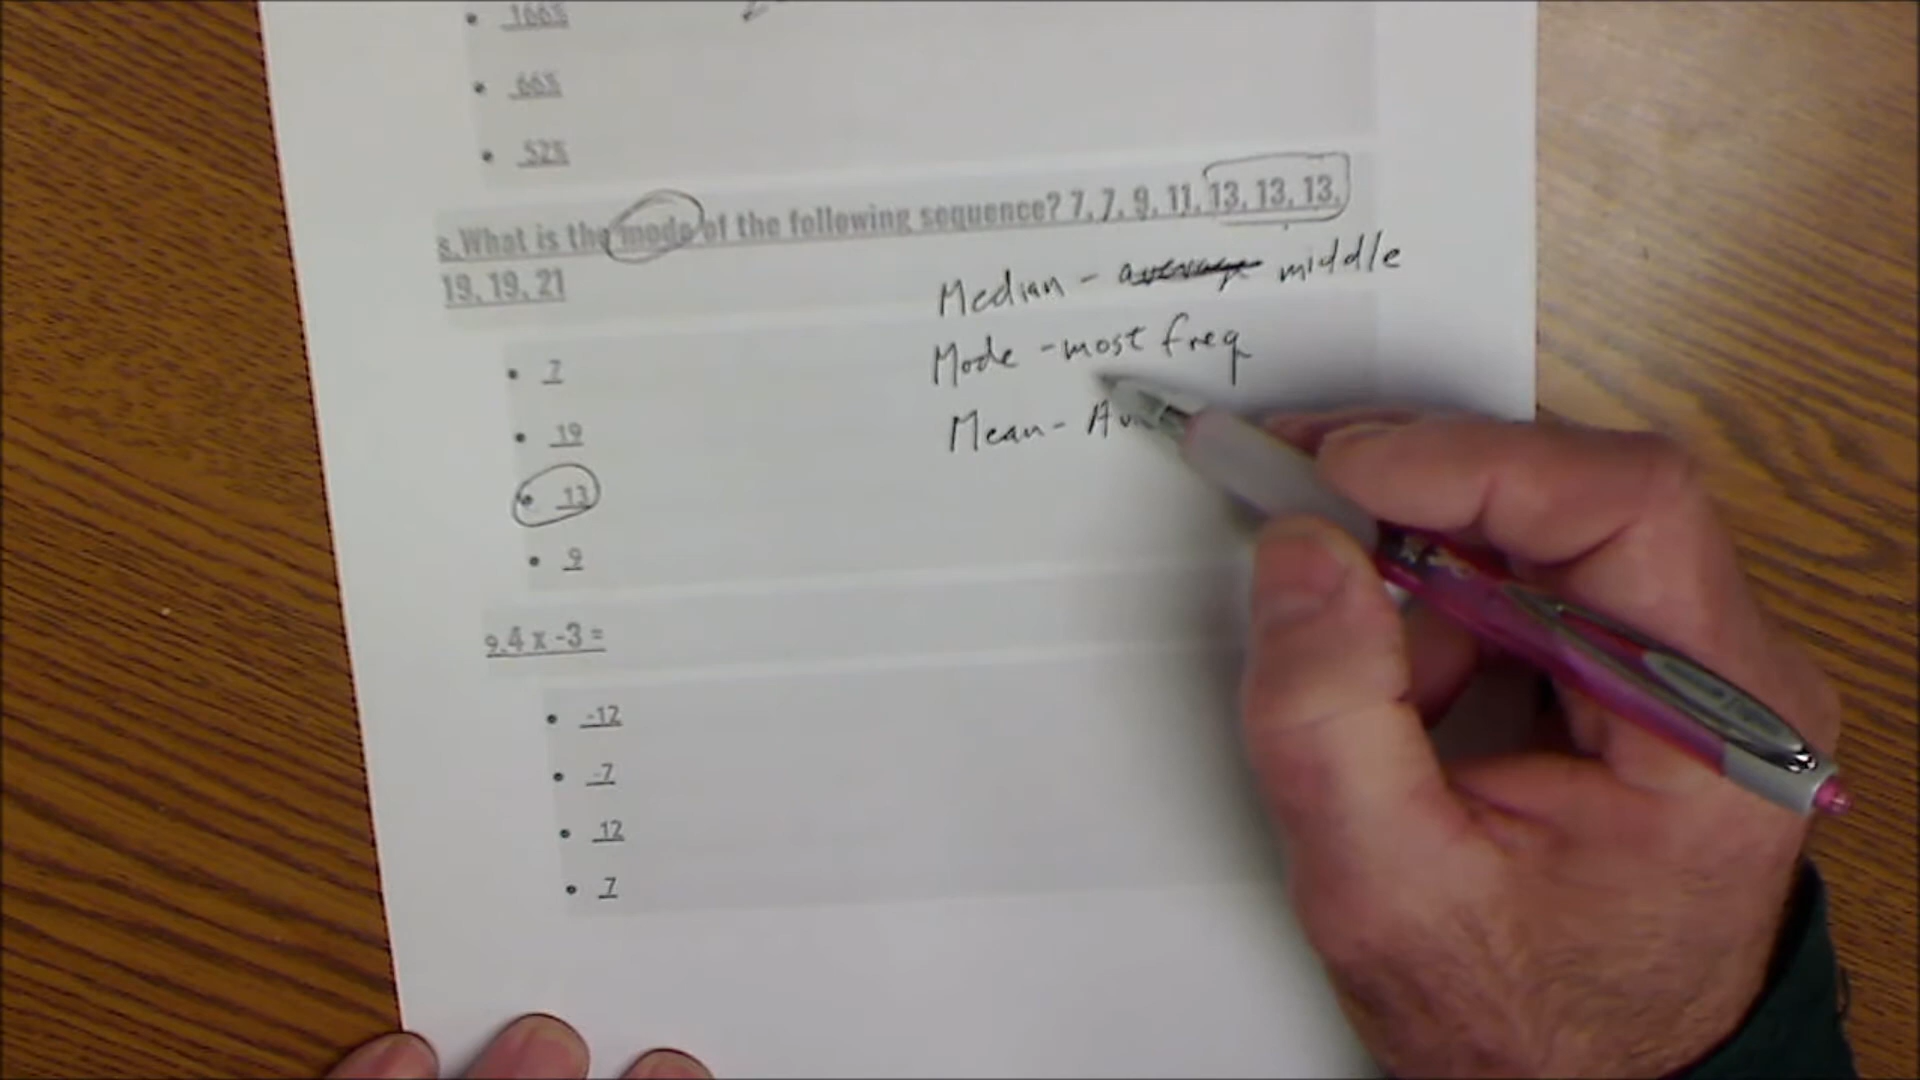 166%
66%
52%
8.What is the mode of the following sequence? 7, 7, 9, 11, 13, 13, 13,
19, 19, 21
Median - average middle
Mode - most freq
Mean - Av
7
19
13
9
9.4 x -3 =
-12
-7
12
7